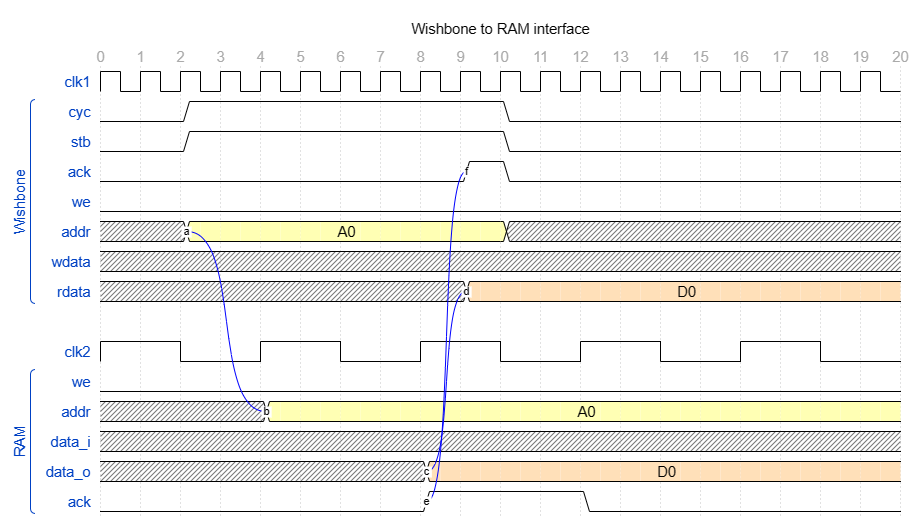 Wishbone to RAM interface
0 1 2 3 4 5 6 7 8 9 10 11 12 13 14 15 16 17 18 19 20
clk1
Wishbone
cyc
stb
ack f
we
addr a A0
wdata
rdata d D0
clk2
RAM
we
addr b A0
data_i
data_o c D0
ack e